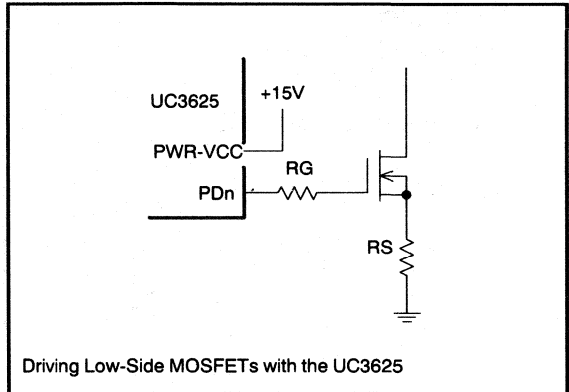 UC3625
+15V
PWR-VCC
RG
PDn
RS
Driving Low-Side MOSFETs with the UC3625